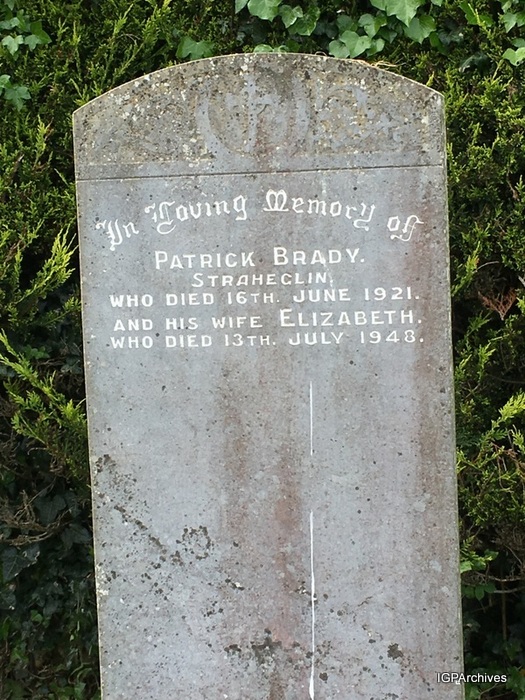 In Loving Memory of
PATRICK BRADY.
STRAHEGLIN,
WHO DIED 16TH. JUNE 1921.
AND HIS WIFE ELIZABETH.
WHO DIED 13TH. JULY 1948.
IGPArchives